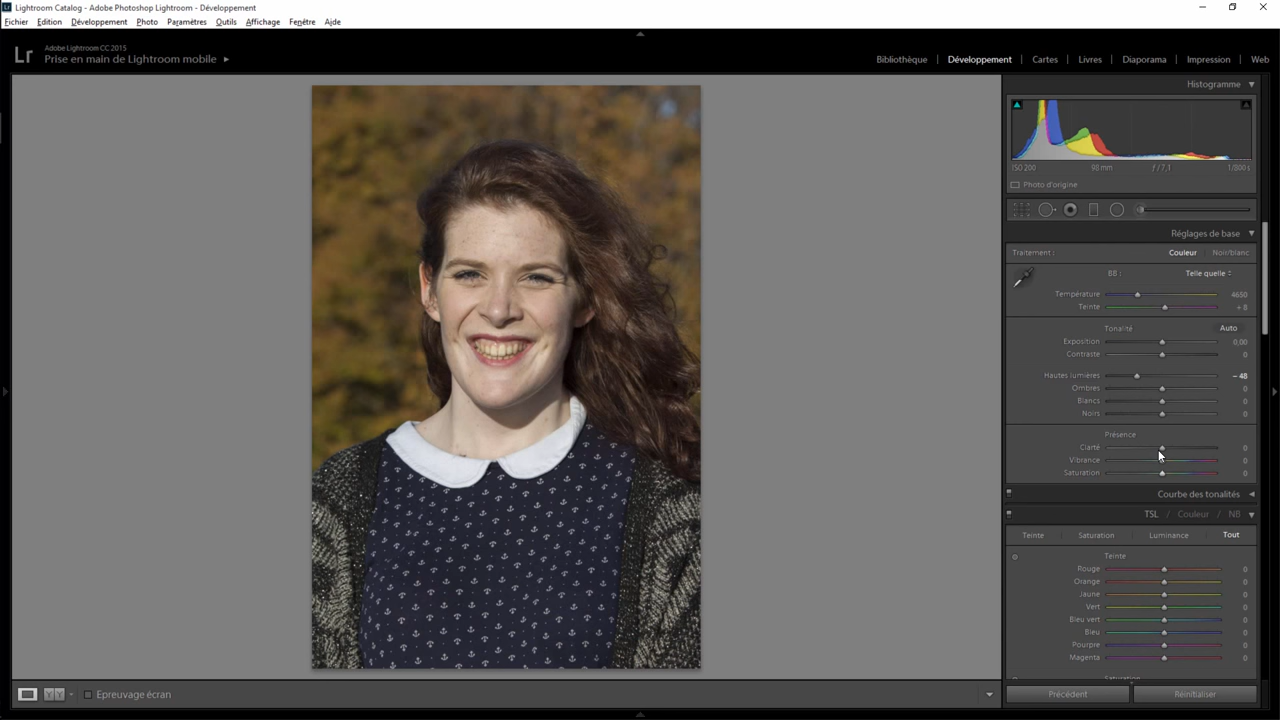 Lightroom Catalog - Adobe Photoshop Lightroom - Développement
Fichier Edition Développement Photo Paramètres Outils Affichage Fenêtre Aide
Lr
Adobe Lightroom CC 2015
Prise en main de Lightroom mobile
Bibliothèque | Développement | Cartes | Livres | Diaporama | Impression | Web
Histogramme
ISO 200 98 mm ƒ / 7,1 1/800 s
Photo d'origine
Réglages de base
Traitement : Couleur Noir/blanc
BB : Telle quelle
Température 4650
Teinte + 8
Tonalité Auto
Exposition 0,00
Contraste 0
Hautes lumières – 48
Ombres 0
Blancs 0
Noirs 0
Présence
Clarté 0
Vibrance 0
Saturation 0
Courbe des tonalités
TSL / Couleur / NB
Teinte Saturation Luminance Tout
Teinte
Rouge 0
Orange 0
Jaune 0
Vert 0
Bleu vert 0
Bleu 0
Pourpre 0
Magenta 0
Saturation
Epreuvage écran
Précédent Réinitialiser